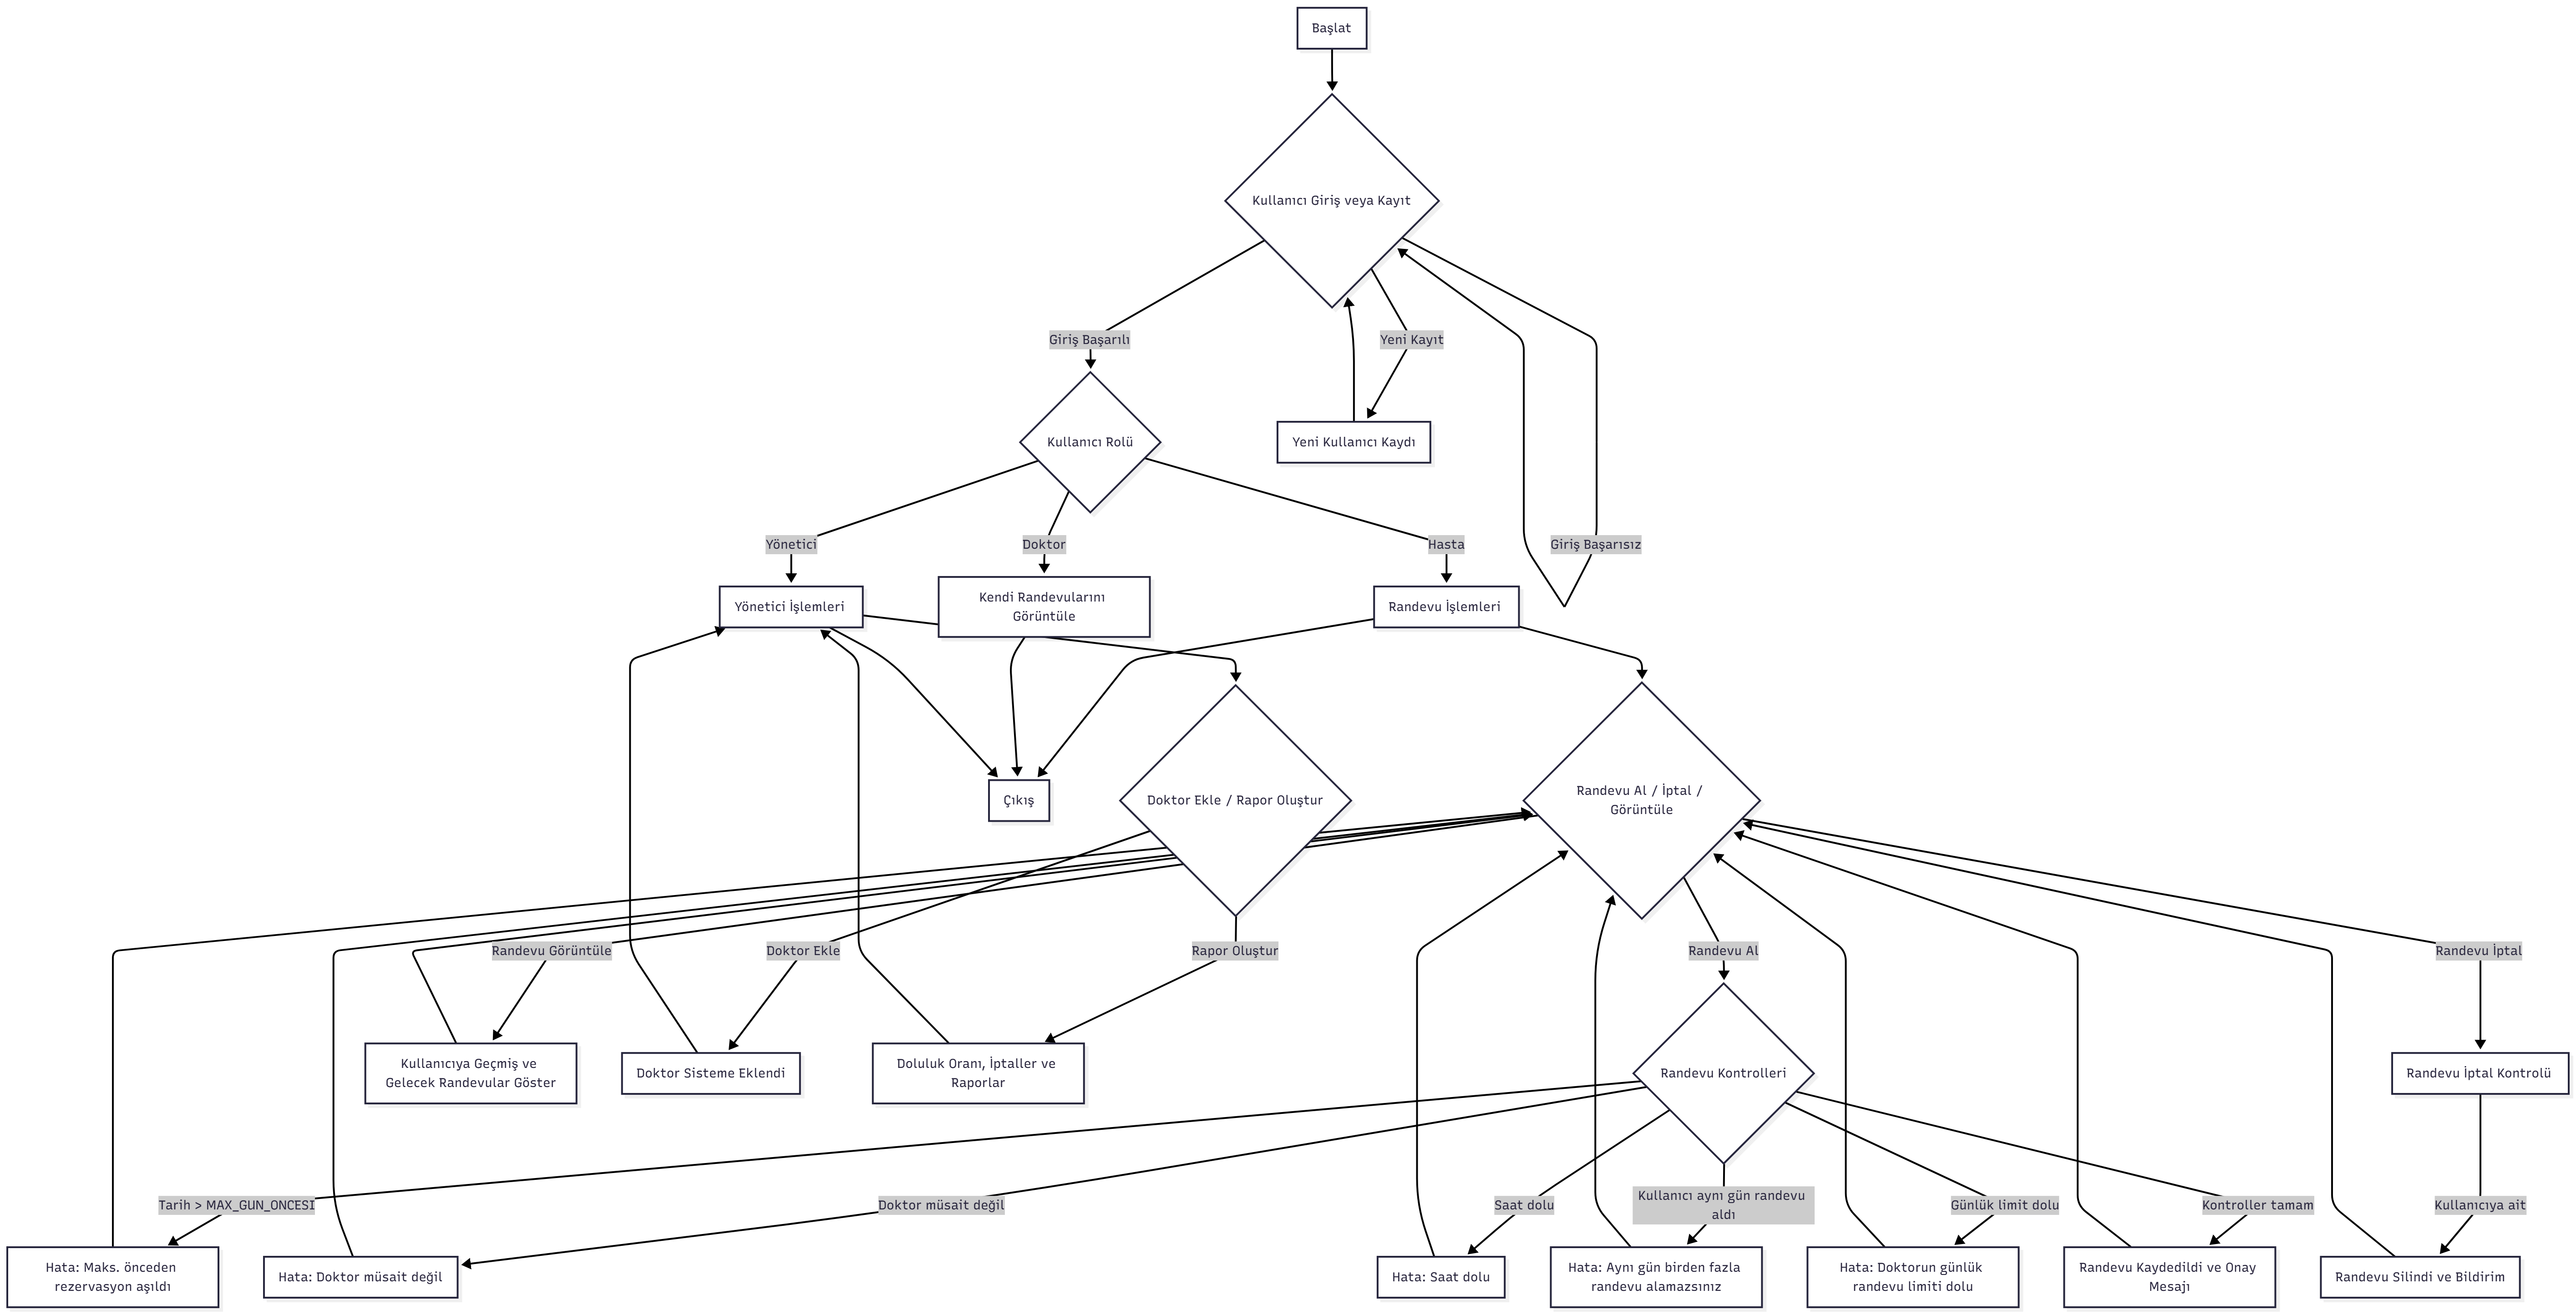 Başlat
Kullanıcı Giriş veya Kayıt
Giriş Başarılı
Yeni Kayıt
Kullanıcı Rolü
Yeni Kullanıcı Kaydı
Yönetici
Doktor
Hasta
Giriş Başarısız
Yönetici İşlemleri
Kendi Randevularını
Görüntüle
Randevu İşlemleri
Çıkış
Doktor Ekle / Rapor Oluştur
Randevu Al / İptal /
Görüntüle
Randevu Görüntüle
Doktor Ekle
Rapor Oluştur
Randevu Al
Randevu İptal
Kullanıcıya Geçmiş ve
Gelecek Randevular Göster
Doktor Sisteme Eklendi
Doluluk Oranı, İptaller ve
Raporlar
Randevu Kontrolleri
Randevu İptal Kontrolü
Tarih > MAX_GUN_ONCESI
Doktor müsait değil
Saat dolu
Kullanıcı aynı gün randevu
aldı
Günlük limit dolu
Kontroller tamam
Kullanıcıya ait
Hata: Maks. önceden
rezervasyon aşıldı
Hata: Doktor müsait değil
Hata: Saat dolu
Hata: Aynı gün birden fazla
randevu alamazsınız
Hata: Doktorun günlük
randevu limiti dolu
Randevu Kaydedildi ve Onay
Mesajı
Randevu Silindi ve Bildirim